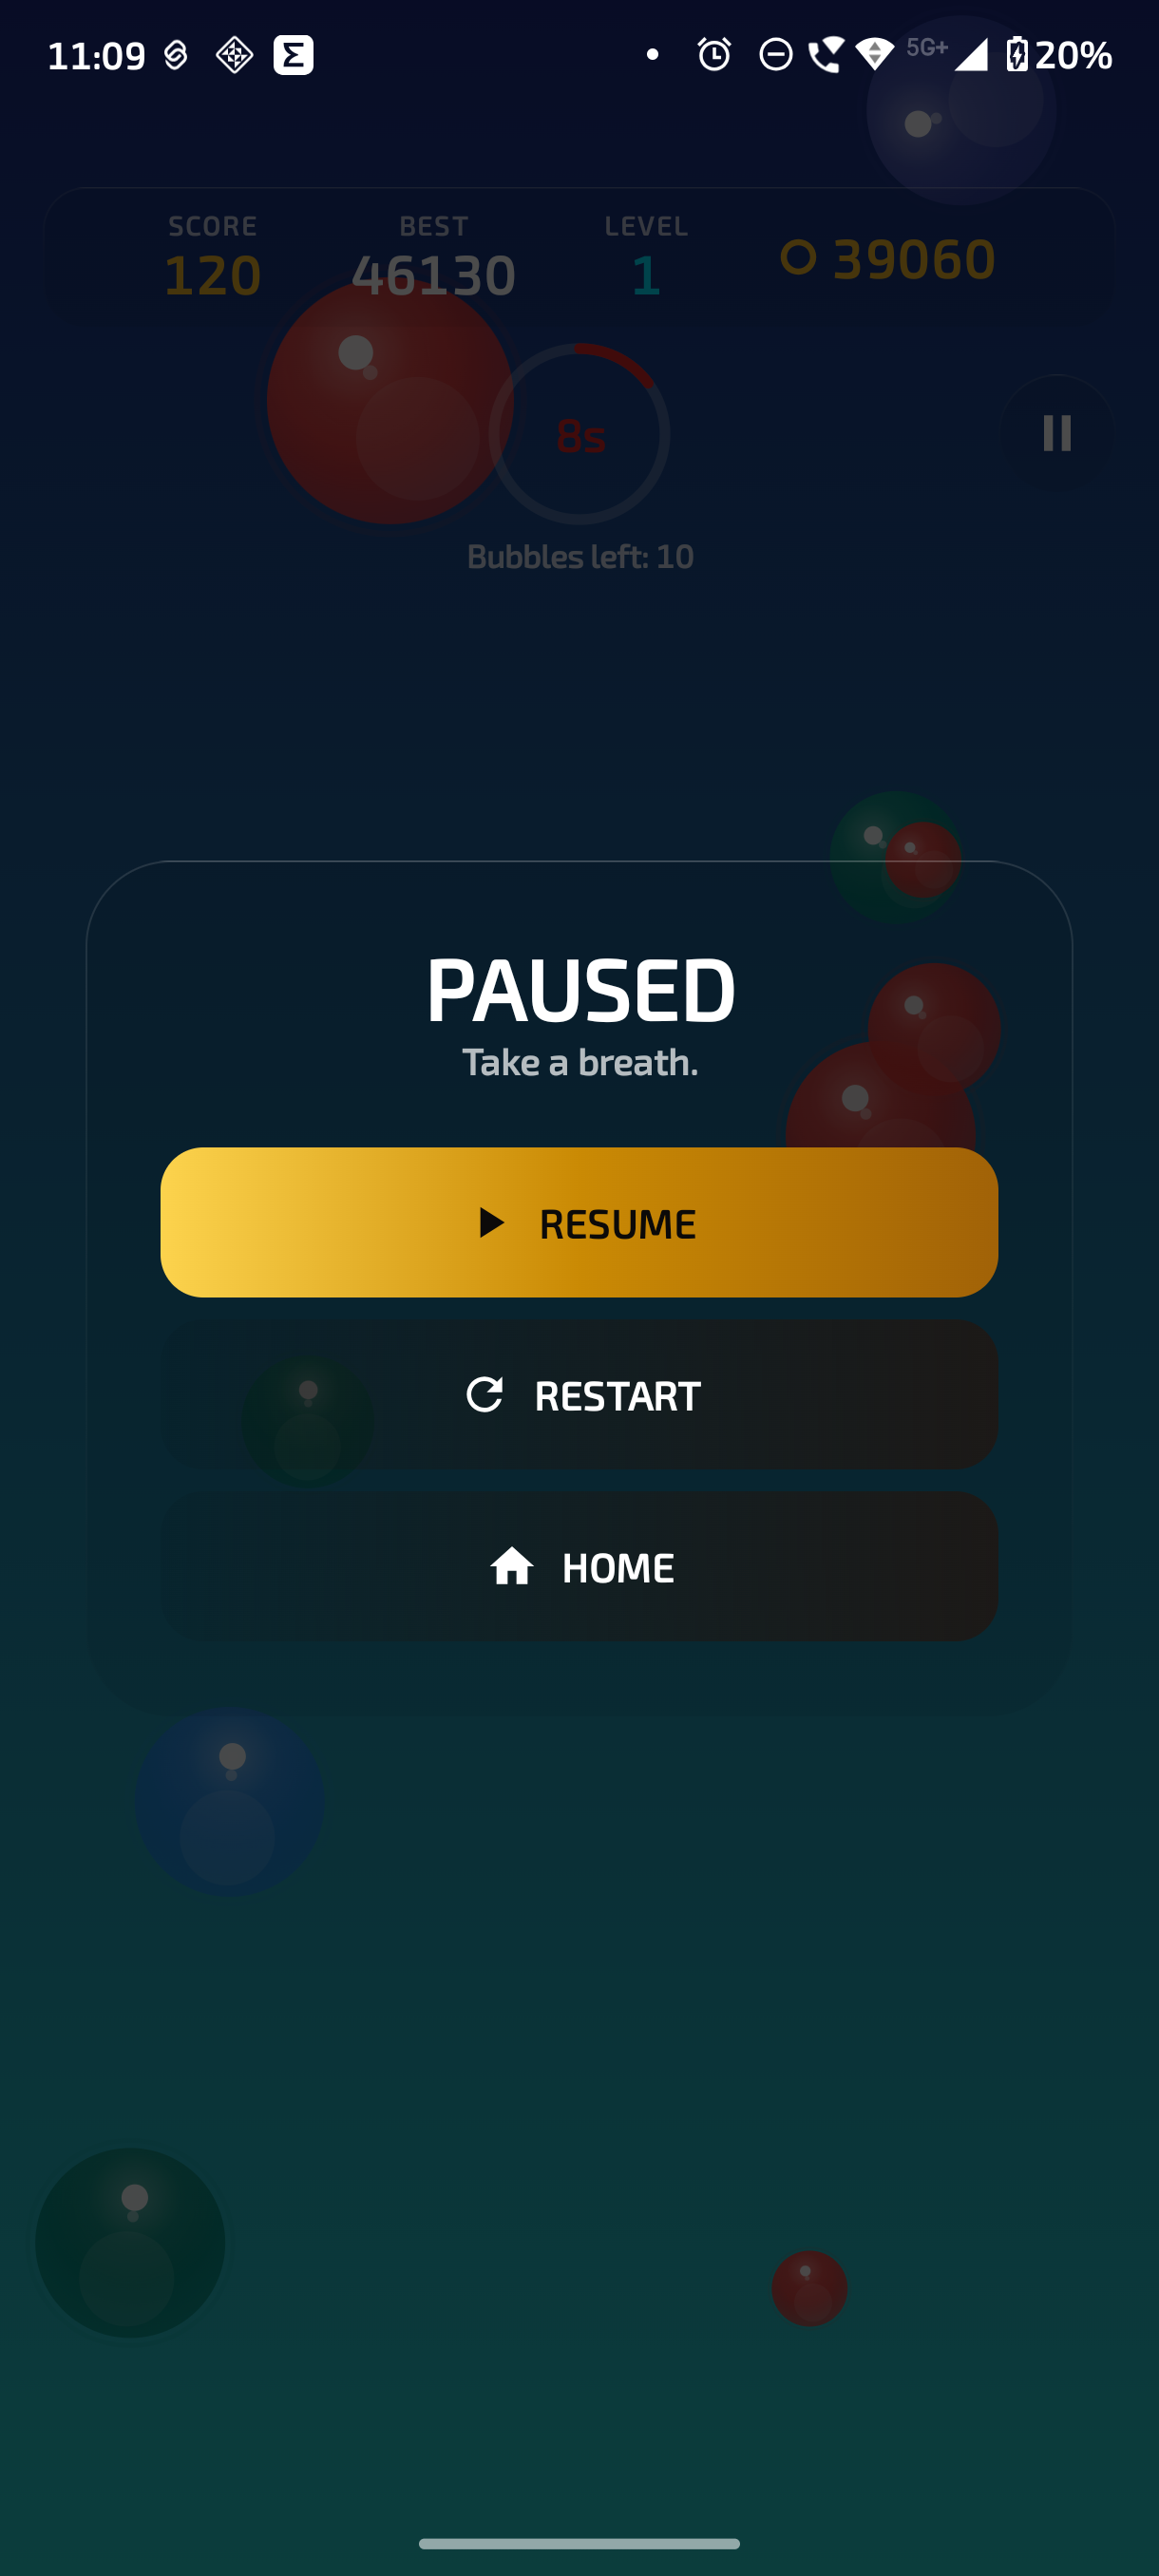 11:09 5G+ 20%
SCORE BEST LEVEL
120 46130 1 39060
8s
Bubbles left: 10
PAUSED
Take a breath.
RESUME
RESTART
HOME